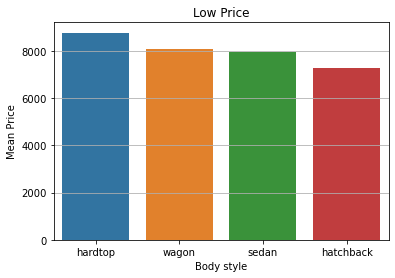 Low Price
8000
6000
4000
2000
0
Mean Price
hardtop wagon sedan hatchback
Body style